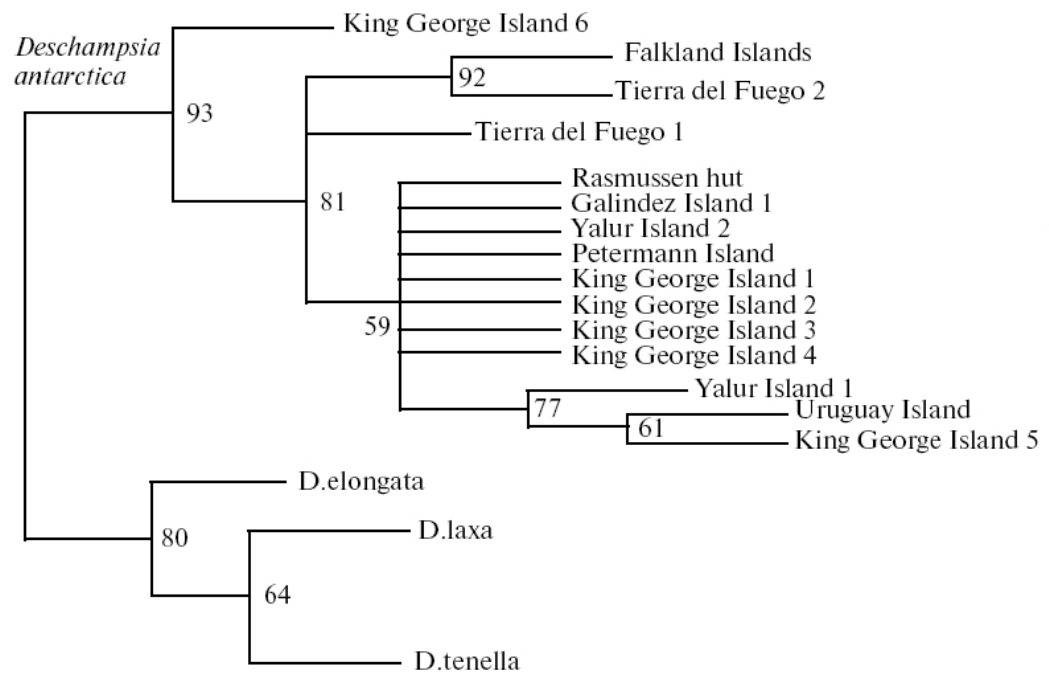 King George Island 6
Deschampsia
antarctica
Falkland Islands
92
Tierra del Fuego 2
93
Tierra del Fuego 1
Rasmussen hut
81
Galindez Island 1
Yalur Island 2
Petermann Island
King George Island 1
King George Island 2
59
King George Island 3
King George Island 4
Yalur Island 1
77
Uruguay Island
61
King George Island 5
D.elongata
D.laxa
80
64
D.tenella